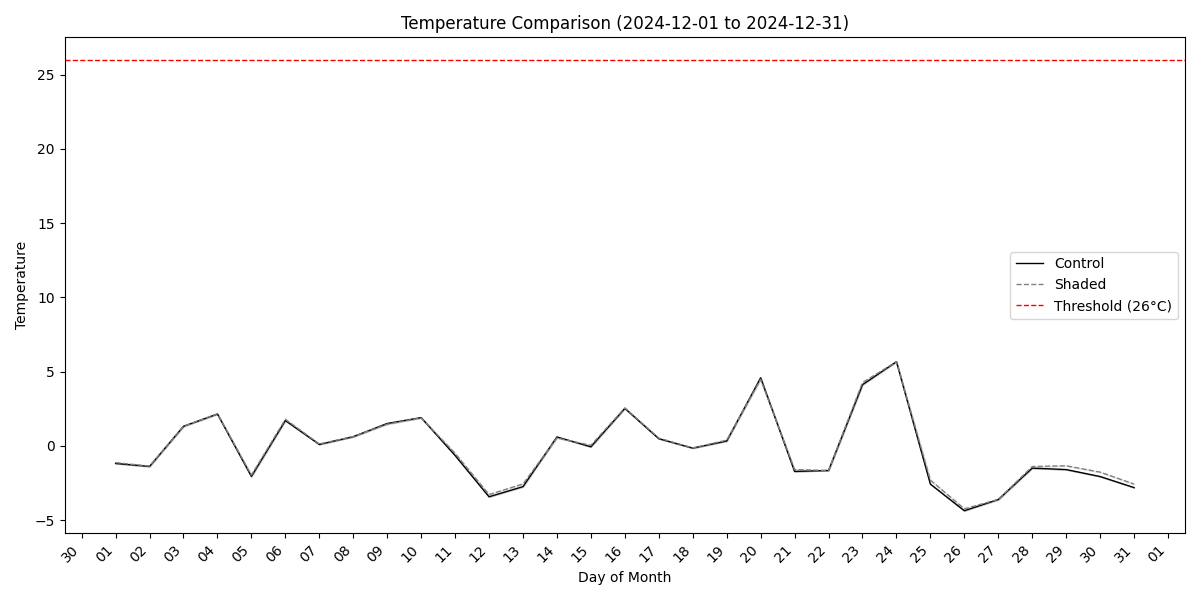 Temperature Comparison (2024-12-01 to 2024-12-31)
Temperature
25
20
15
10
5
0
−5
Control
Shaded
Threshold (26°C)
30 01 02 03 04 05 06 07 08 09 10 11 12 13 14 15 16 17 18 19 20 21 22 23 24 25 26 27 28 29 30 31 01
Day of Month